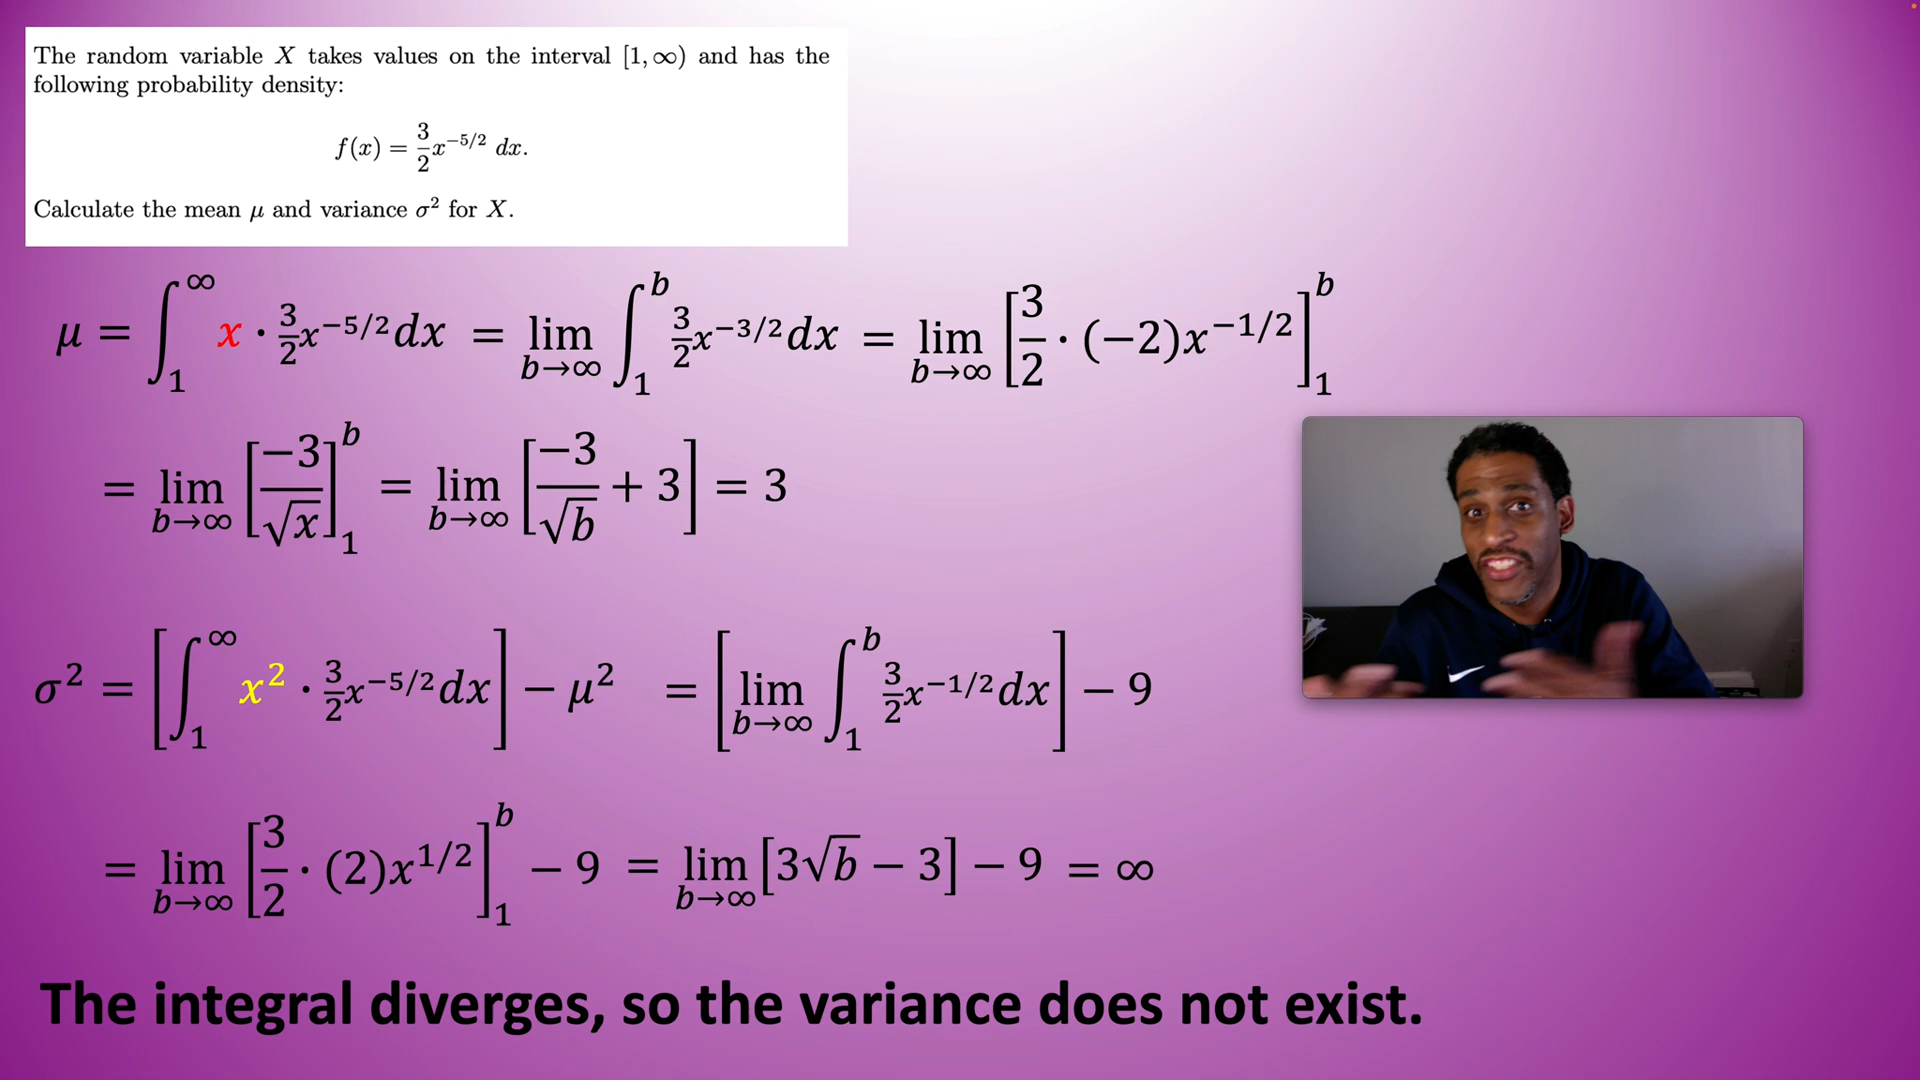 The random variable X takes values on the interval [1, ∞) and has the
following probability density:
f(x) = 3/2 x^{−5/2} dx.
Calculate the mean μ and variance σ² for X.
μ = ∫_1^∞ x · 3/2 x^{−5/2} dx = lim_{b→∞} ∫_1^b 3/2 x^{−3/2} dx = lim_{b→∞} [3/2 · (−2)x^{−1/2}]_1^b
= lim_{b→∞} [−3/√x]_1^b = lim_{b→∞} [−3/√b + 3] = 3
σ² = [∫_1^∞ x² · 3/2 x^{−5/2} dx] − μ² = [lim_{b→∞} ∫_1^b 3/2 x^{−1/2} dx] − 9
= lim_{b→∞} [3/2 · (2)x^{1/2}]_1^b − 9 = lim_{b→∞} [3√b − 3] − 9 = ∞
The integral diverges, so the variance does not exist.